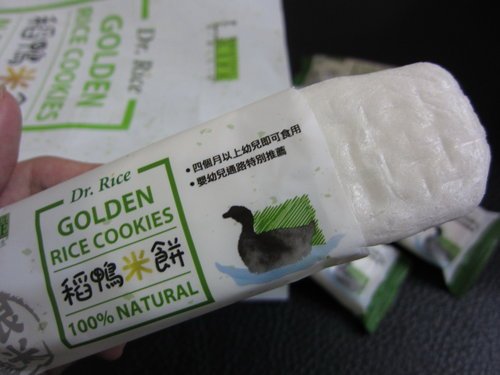 Dr. Rice
GOLDEN
RICE COOKIES
稻鴨米
Dr. Rice
GOLDEN
RICE COOKIES
稻鴨米餅
100% NATURAL
• 四個月以上幼兒即可食用
• 嬰幼兒通路特別推薦